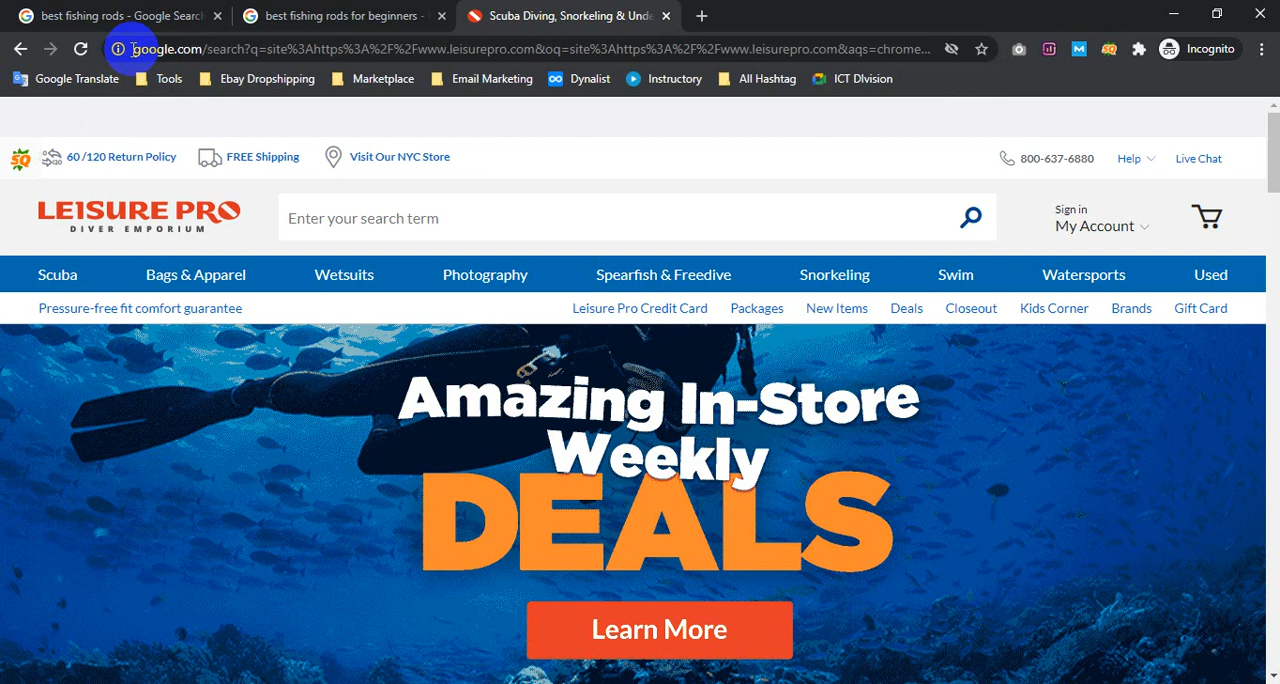 best fishing rods - Google Search
best fishing rods for beginners -
Scuba Diving, Snorkeling & Unde
google.com/search?q=site%3Ahttps%3A%2F%2Fwww.leisurepro.com&oq=site%3Ahttps%3A%2F%2Fwww.leisurepro.com&aqs=chrome...
Incognito
Google Translate
Tools
Ebay Dropshipping
Marketplace
Email Marketing
Dynalist
Instructory
All Hashtag
ICT DIvision
60 /120 Return Policy
FREE Shipping
Visit Our NYC Store
800-637-6880
Help
Live Chat
LEISURE PRO
DIVER EMPORIUM
Enter your search term
Sign in
My Account
Scuba
Bags & Apparel
Wetsuits
Photography
Spearfish & Freedive
Snorkeling
Swim
Watersports
Used
Pressure-free fit comfort guarantee
Leisure Pro Credit Card
Packages
New Items
Deals
Closeout
Kids Corner
Brands
Gift Card
Amazing In-Store
Weekly
DEALS
Learn More